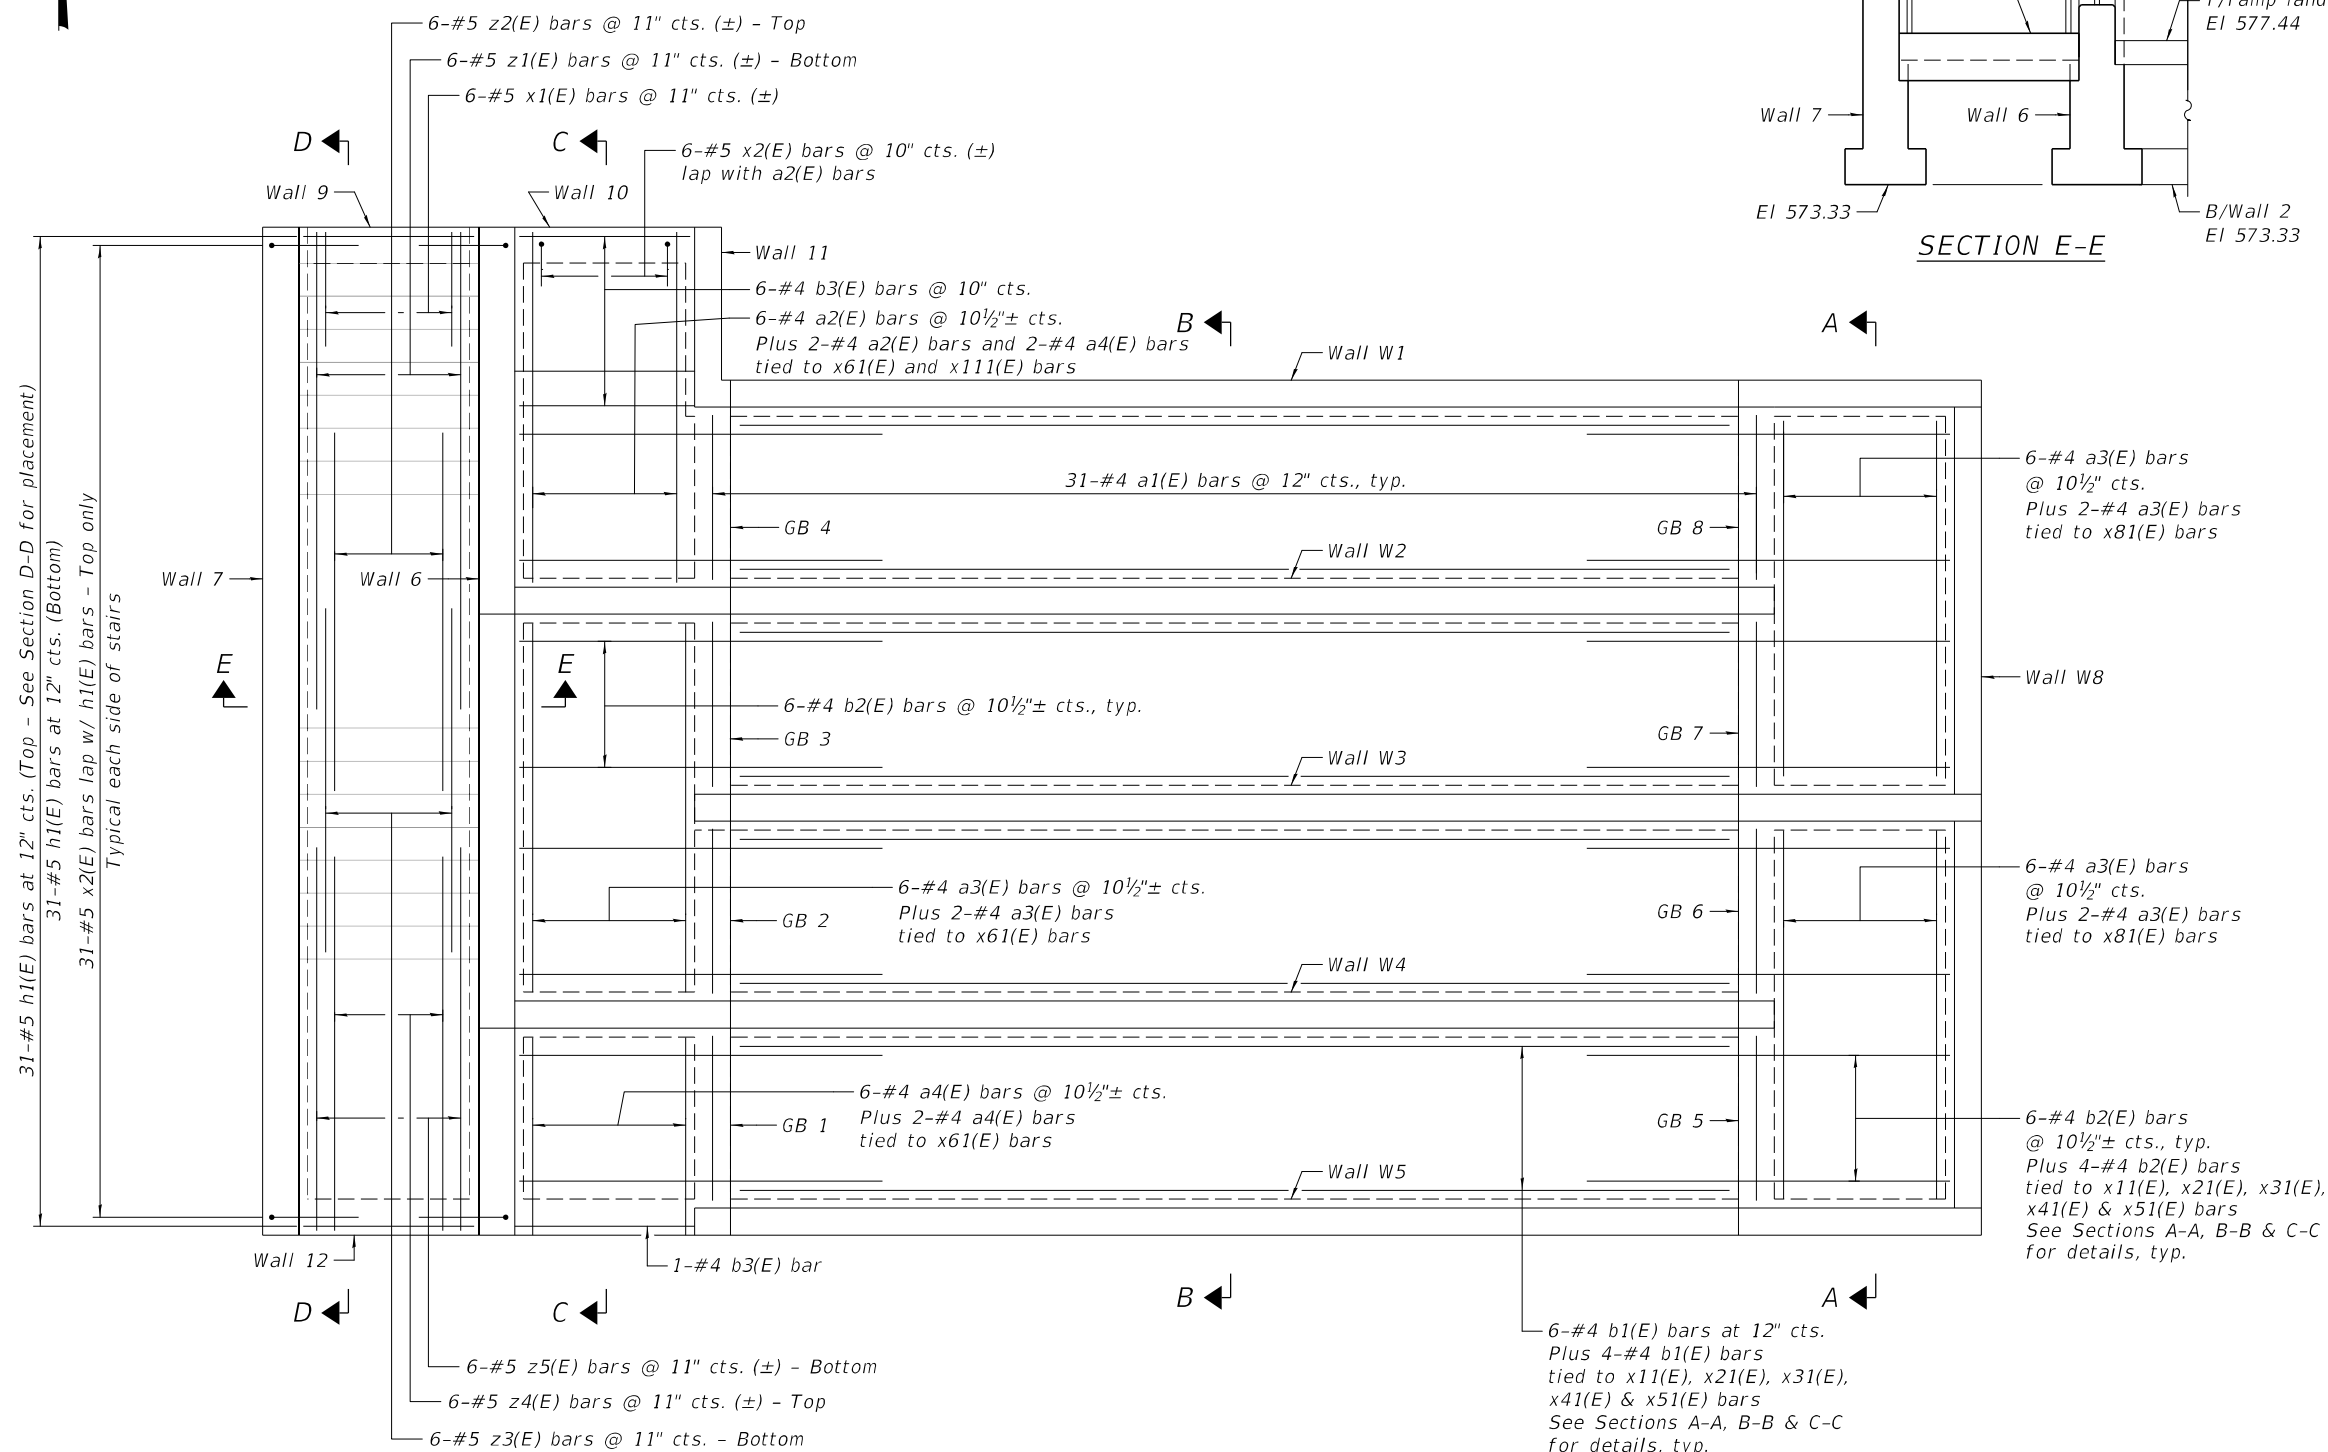 6-#5 z2(E) bars @ 11" cts. (±) - Top
6-#5 z1(E) bars @ 11" cts. (±) - Bottom
6-#5 x1(E) bars @ 11" cts. (±)
D
C
6-#5 x2(E) bars @ 10" cts. (±)
lap with a2(E) bars
Wall 9
Wall 10
Wall 11
6-#4 b3(E) bars @ 10" cts.
6-#4 a2(E) bars @ 10½"± cts.
Plus 2-#4 a2(E) bars and 2-#4 a4(E) bars
tied to x61(E) and x111(E) bars
El 577.44
Wall 7
Wall 6
El 573.33
B/Wall 2
El 573.33
SECTION E-E
B
A
Wall W1
31-#4 a1(E) bars @ 12" cts., typ.
GB 4
GB 8
Wall W2
6-#4 a3(E) bars
@ 10½" cts.
Plus 2-#4 a3(E) bars
tied to x81(E) bars
31-#5 h1(E) bars at 12" cts. (Top - See Section D-D for placement)
31-#5 h1(E) bars at 12" cts. (Bottom)
31-#5 x2(E) bars lap w/ h1(E) bars - Top only
Typical each side of stairs
Wall 7
Wall 6
E
E
6-#4 b2(E) bars @ 10½"± cts., typ.
GB 3
GB 7
Wall W3
Wall W8
6-#4 a3(E) bars @ 10½"± cts.
Plus 2-#4 a3(E) bars
tied to x61(E) bars
GB 2
GB 6
Wall W4
6-#4 a3(E) bars
@ 10½" cts.
Plus 2-#4 a3(E) bars
tied to x81(E) bars
6-#4 a4(E) bars @ 10½"± cts.
Plus 2-#4 a4(E) bars
tied to x61(E) bars
GB 1
GB 5
Wall W5
6-#4 b2(E) bars
@ 10½"± cts., typ.
Plus 4-#4 b2(E) bars
tied to x11(E), x21(E), x31(E),
x41(E) & x51(E) bars
See Sections A-A, B-B & C-C
for details, typ.
Wall 12
1-#4 b3(E) bar
D
C
B
A
6-#5 z5(E) bars @ 11" cts. (±) - Bottom
6-#5 z4(E) bars @ 11" cts. (±) - Top
6-#5 z3(E) bars @ 11" cts. - Bottom
6-#4 b1(E) bars at 12" cts.
Plus 4-#4 b1(E) bars
tied to x11(E), x21(E), x31(E),
x41(E) & x51(E) bars
See Sections A-A, B-B & C-C
for details, typ.